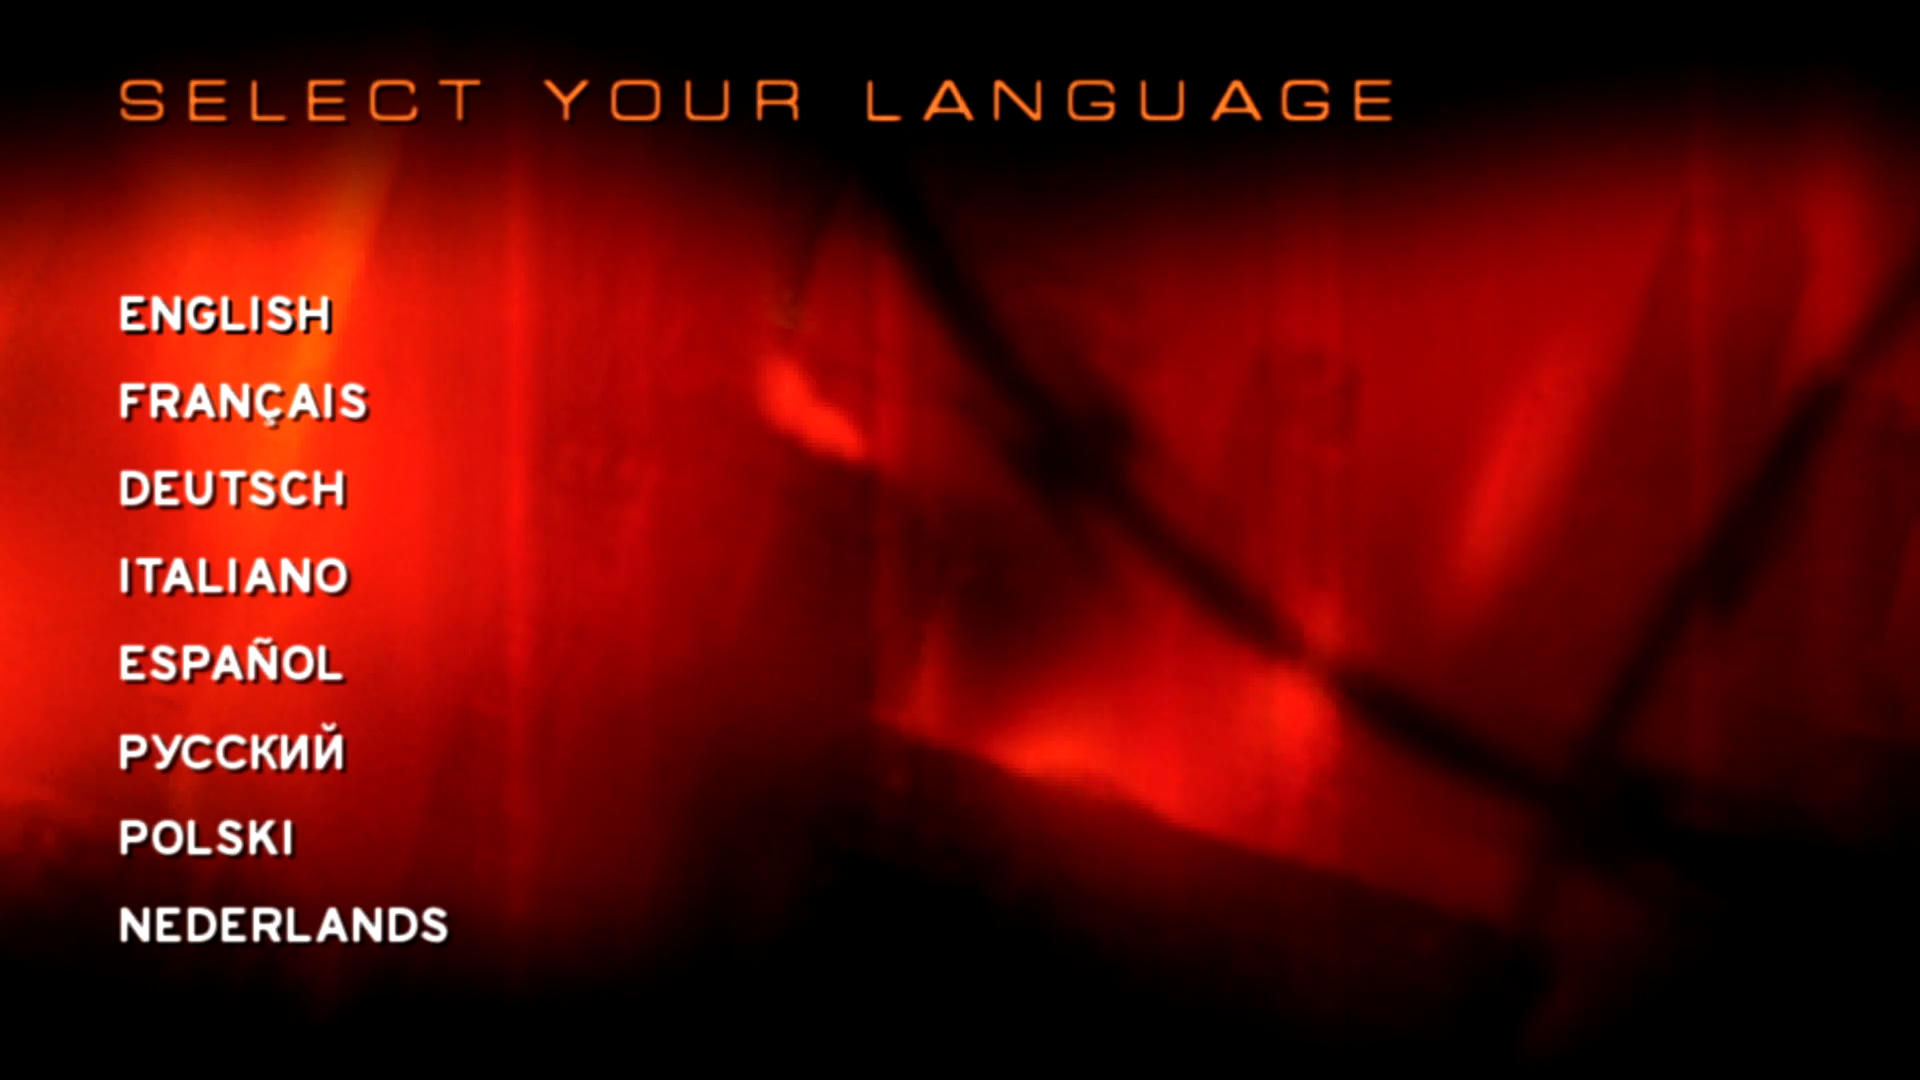 SELECT YOUR LANGUAGE
ENGLISH
FRANÇAIS
DEUTSCH
ITALIANO
ESPAÑOL
РУССКИЙ
POLSKI
NEDERLANDS